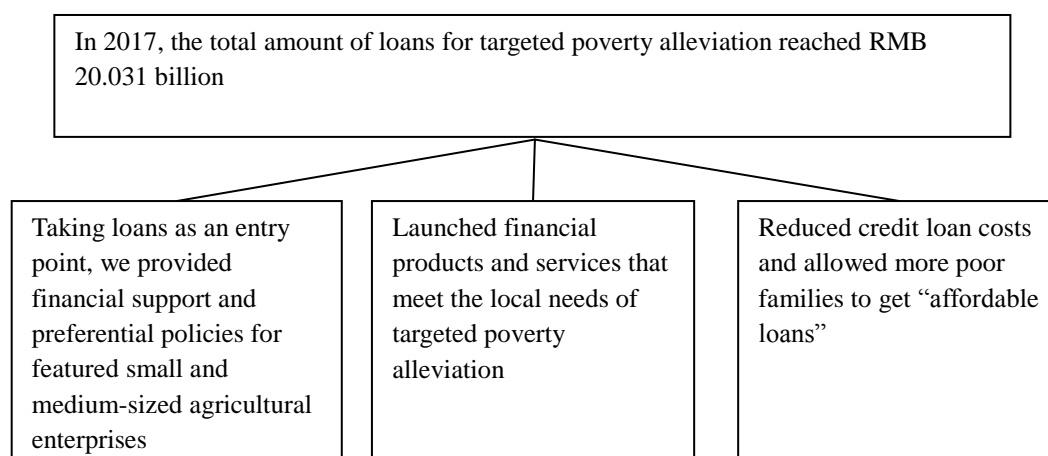 In 2017, the total amount of loans for targeted poverty alleviation reached RMB
20.031 billion
Taking loans as an entry
point, we provided
financial support and
preferential policies for
featured small and
medium-sized agricultural
enterprises
Launched financial
products and services that
meet the local needs of
targeted poverty
alleviation
Reduced credit loan costs
and allowed more poor
families to get “affordable
loans”